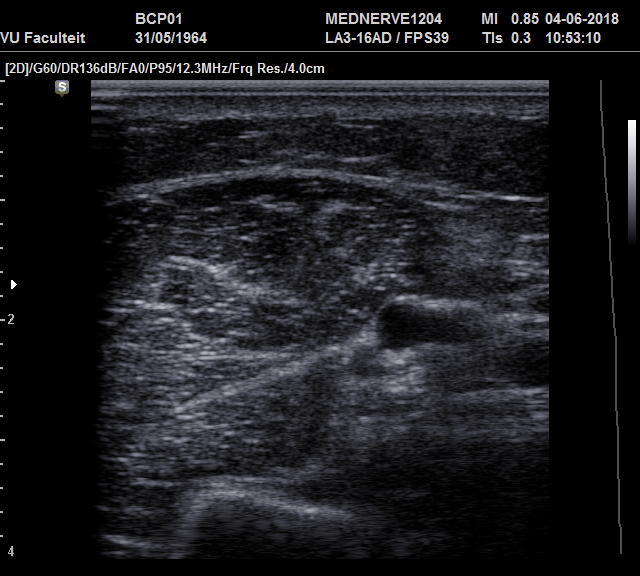 BCP01 MEDNERVE1204 MI 0.85 04-06-2018
VU Faculteit 31/05/1964 LA3-16AD / FPS39 TIs 0.3 10:53:10
[2D]/G60/DR136dB/FA0/P95/12.3MHz/Frq Res./4.0cm
S
2
4